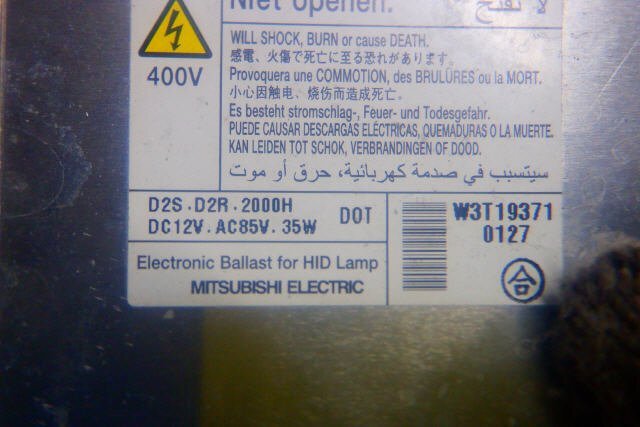 Niet openen.
لا تفتح
400V
WILL SHOCK, BURN or cause DEATH.
感電、火傷で死亡に至る恐れがあります。
Provoquera une COMMOTION, des BRULÛRES ou la MORT.
小心因触电、烧伤而造成死亡。
Es besteht stromschlag-, Feuer- und Todesgefahr.
PUEDE CAUSAR DESCARGAS ELÉCTRICAS, QUEMADURAS O LA MUERTE.
KAN LEIDEN TOT SCHOK, VERBRANDINGEN OF DOOD.
سيتسبب في صدمة كهربائية، حرق أو موت
D2S.D2R.2000H
DC12V.AC85V.35W
DOT
W3T19371
0127
Electronic Ballast for HID Lamp
MITSUBISHI ELECTRIC
合